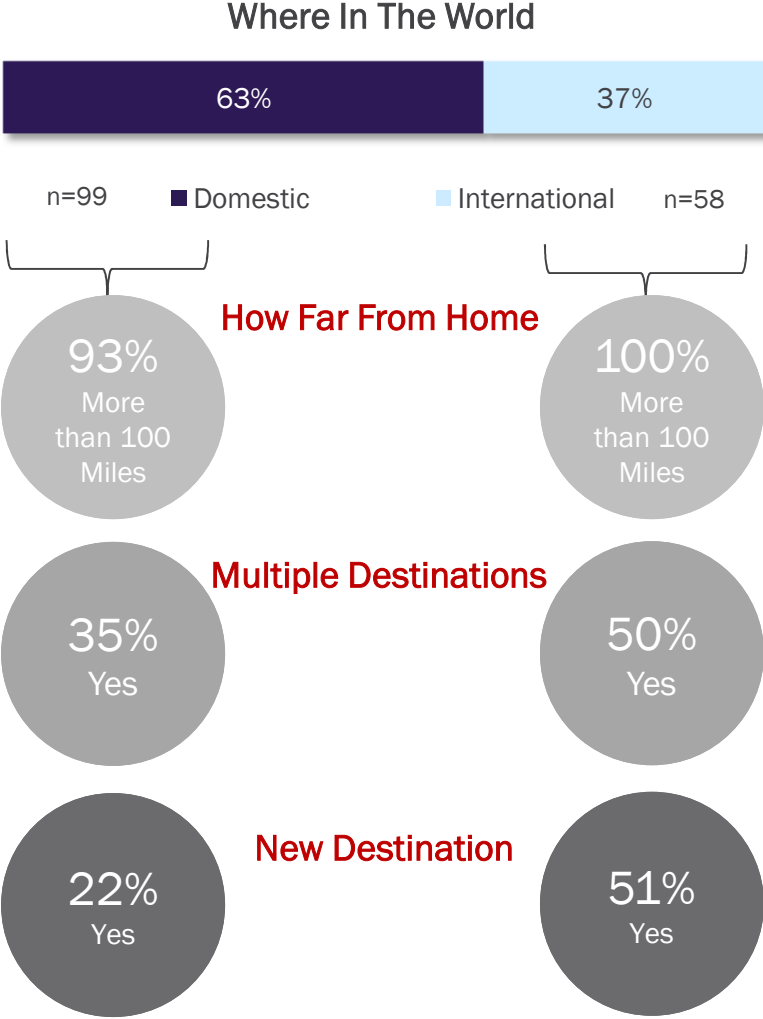 Where In The World
63% 37%
n=99 Domestic International n=58
How Far From Home
93% 100%
More More
than 100 than 100
Miles Miles
Multiple Destinations
35% 50%
Yes Yes
New Destination
22% 51%
Yes Yes